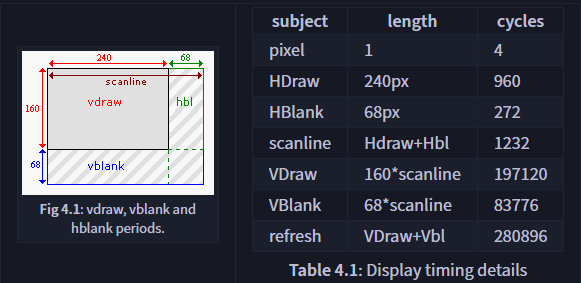 240
68
scanline
160
vdraw
hbl
68
vblank
Fig 4.1: vdraw, vblank and
hblank periods.
subject length cycles
pixel 1 4
HDraw 240px 960
HBlank 68px 272
scanline Hdraw+Hbl 1232
VDraw 160*scanline 197120
VBlank 68*scanline 83776
refresh VDraw+Vbl 280896
Table 4.1: Display timing details